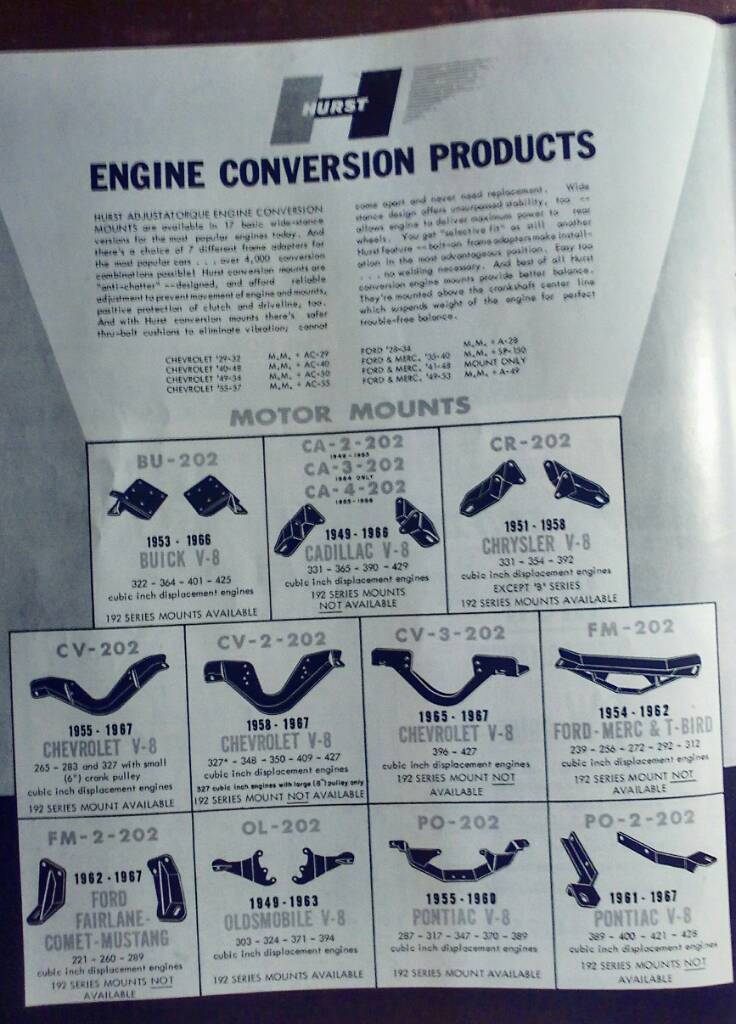 HURST
ENGINE CONVERSION PRODUCTS
HURST ADJUSTATORQUE ENGINE CONVERSION
MOUNTS are available in 17 basic wide-stance
versions for the most popular engines today. And
there's a choice of 7 different frame adapters for
the most popular cars . . . over 4,000 conversion
combinations possible! Hurst conversion mounts are
"anti-chatter" --designed, and afford reliable
adjustment to prevent movement of engine and mounts,
positive protection of clutch and driveline, too.
And with Hurst conversion mounts there's safer
thru-bolt cushions to eliminate vibration; cannot
come apart and never need replacement. Wide
stance design offers unsurpassed stability, too --
allows engine to deliver maximum power to rear
wheels. You get "selective fit" as still another
Hurst feature --bolt-on frame adapters make install-
ation in the most advantageous position. Easy too
. . . no welding necessary. And best of all Hurst
conversion engine mounts provide better balance.
They're mounted above the crankshaft center line
which suspends weight of the engine for perfect
trouble-free balance.
CHEVROLET '29-32 M.M. + AC-29
CHEVROLET '40-48 M.M. + AC-40
CHEVROLET '49-54 M.M. + AC-50
CHEVROLET '55-57 M.M. + AC-55
FORD '28-34 M.M. + A-28
FORD & MERC. '35-40 M.M. + SP-150
FORD & MERC. '41-48 MOUNT ONLY
FORD & MERC. '49-53 M.M. + A-49
MOTOR MOUNTS
BU-202
1953 - 1966
BUICK V-8
322 - 364 - 401 - 425
cubic inch displacement engines
192 SERIES MOUNTS AVAILABLE
CA-2-202
CA-3-202
1954 ONLY
CA-4-202
1949 - 1966
CADILLAC V-8
331 - 365 - 390 - 429
cubic inch displacement engines
192 SERIES MOUNTS
NOT AVAILABLE
CR-202
1951 - 1958
CHRYSLER V-8
331 - 354 - 392
cubic inch displacement engines
EXCEPT "B" SERIES
192 SERIES MOUNTS AVAILABLE
CV-202
1955 - 1967
CHEVROLET V-8
265 - 283 and 327 with small
(6") crank pulley
cubic inch displacement engines
192 SERIES MOUNT AVAILABLE
CV-2-202
1958 - 1967
CHEVROLET V-8
327* - 348 - 350 - 409 - 427
cubic inch displacement engines
327 cubic inch engines with large (8") pulley only
192 SERIES MOUNT NOT AVAILABLE
CV-3-202
1965 - 1967
CHEVROLET V-8
396 - 427
cubic inch displacement engines
192 SERIES MOUNT NOT
AVAILABLE
FM-202
1954 - 1962
FORD-MERC & T-BIRD
239 - 256 - 272 - 292 - 312
cubic inch displacement engines
192 SERIES MOUNT NOT
AVAILABLE
FM-2-202
1962 - 1967
FORD
FAIRLANE-
COMET-MUSTANG
221 - 260 - 289
cubic inch displacement engines
192 SERIES MOUNTS NOT
AVAILABLE
OL-202
1949 - 1963
OLDSMOBILE V-8
303 - 324 - 371 - 394
cubic inch displacement engines
192 SERIES MOUNT AVAILABLE
PO-202
1955 - 1960
PONTIAC V-8
287 - 317 - 347 - 370 - 389
cubic inch displacement engines
192 SERIES MOUNT AVAILABLE
PO-2-202
1961 - 1967
PONTIAC V-8
389 - 400 - 421 - 428
cubic inch displacement engines
192 SERIES MOUNTS NOT
AVAILABLE